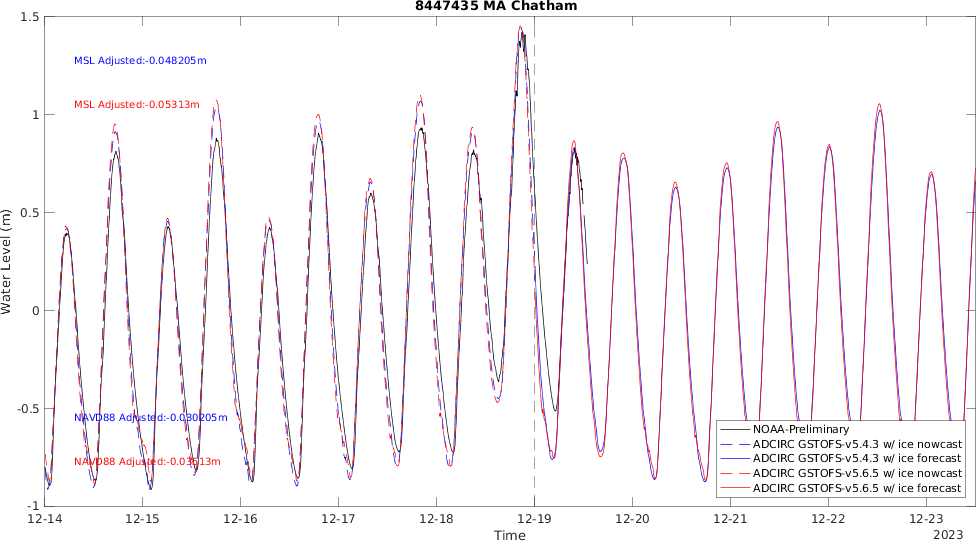 8447435 MA Chatham
1.5
1
0.5
0
-0.5
-1
Water Level (m)
MSL Adjusted:-0.048205m
MSL Adjusted:-0.05313m
NAVD88 Adjusted:-0.030205m
NAVD88 Adjusted:-0.03513m
NOAA-Preliminary
ADCIRC GSTOFS-v5.4.3 w/ ice nowcast
ADCIRC GSTOFS-v5.4.3 w/ ice forecast
ADCIRC GSTOFS-v5.6.5 w/ ice nowcast
ADCIRC GSTOFS-v5.6.5 w/ ice forecast
12-14 12-15 12-16 12-17 12-18 12-19 12-20 12-21 12-22 12-23
Time
2023